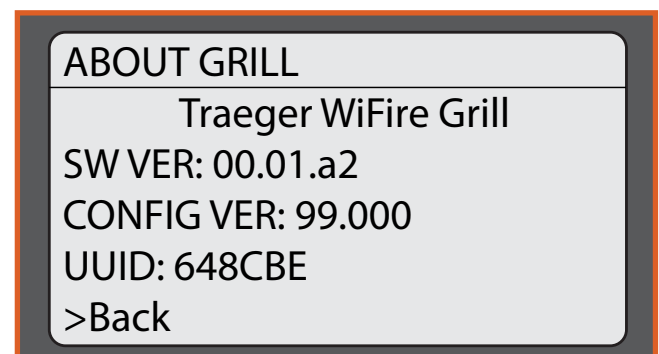 ABOUT GRILL
Traeger WiFire Grill
SW VER: 00.01.a2
CONFIG VER: 99.000
UUID: 648CBE
>Back